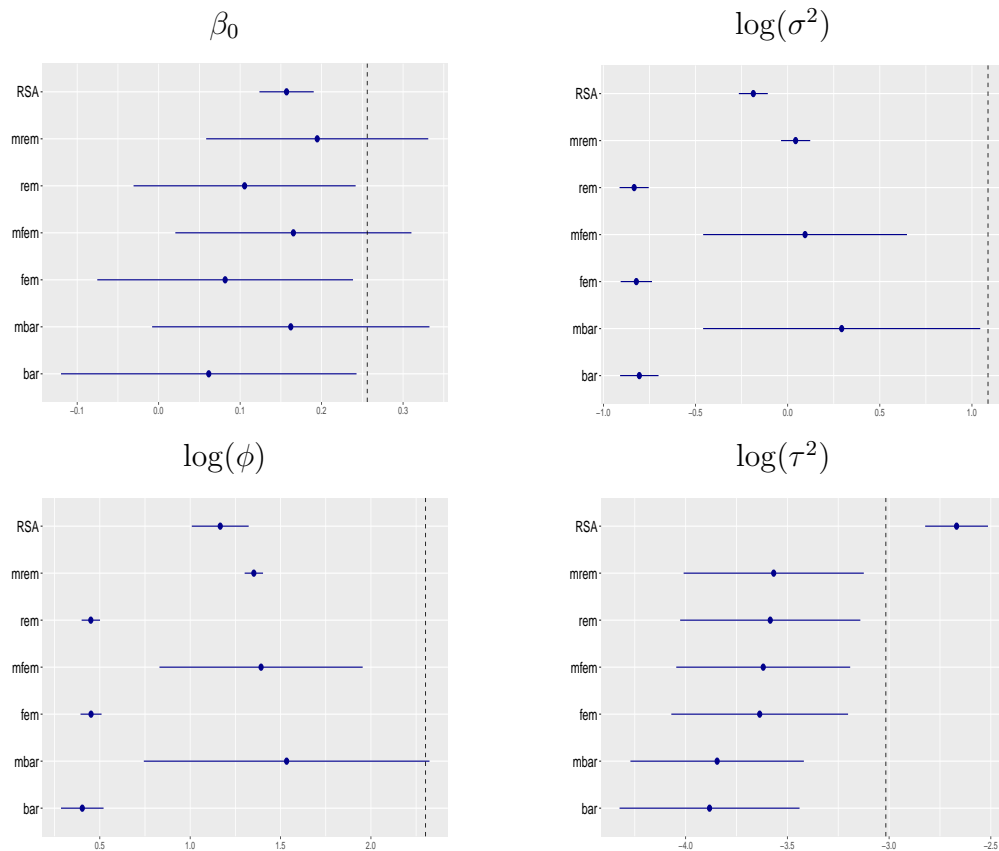 β₀
RSA
mrem
rem
mfem
fem
mbar
bar
−0.1 0.0 0.1 0.2 0.3
log(σ²)
RSA
mrem
rem
mfem
fem
mbar
bar
−1.0 −0.5 0.0 0.5 1.0
log(ϕ)
RSA
mrem
rem
mfem
fem
mbar
bar
0.5 1.0 1.5 2.0
log(τ²)
RSA
mrem
rem
mfem
fem
mbar
bar
−4.0 −3.5 −3.0 −2.5